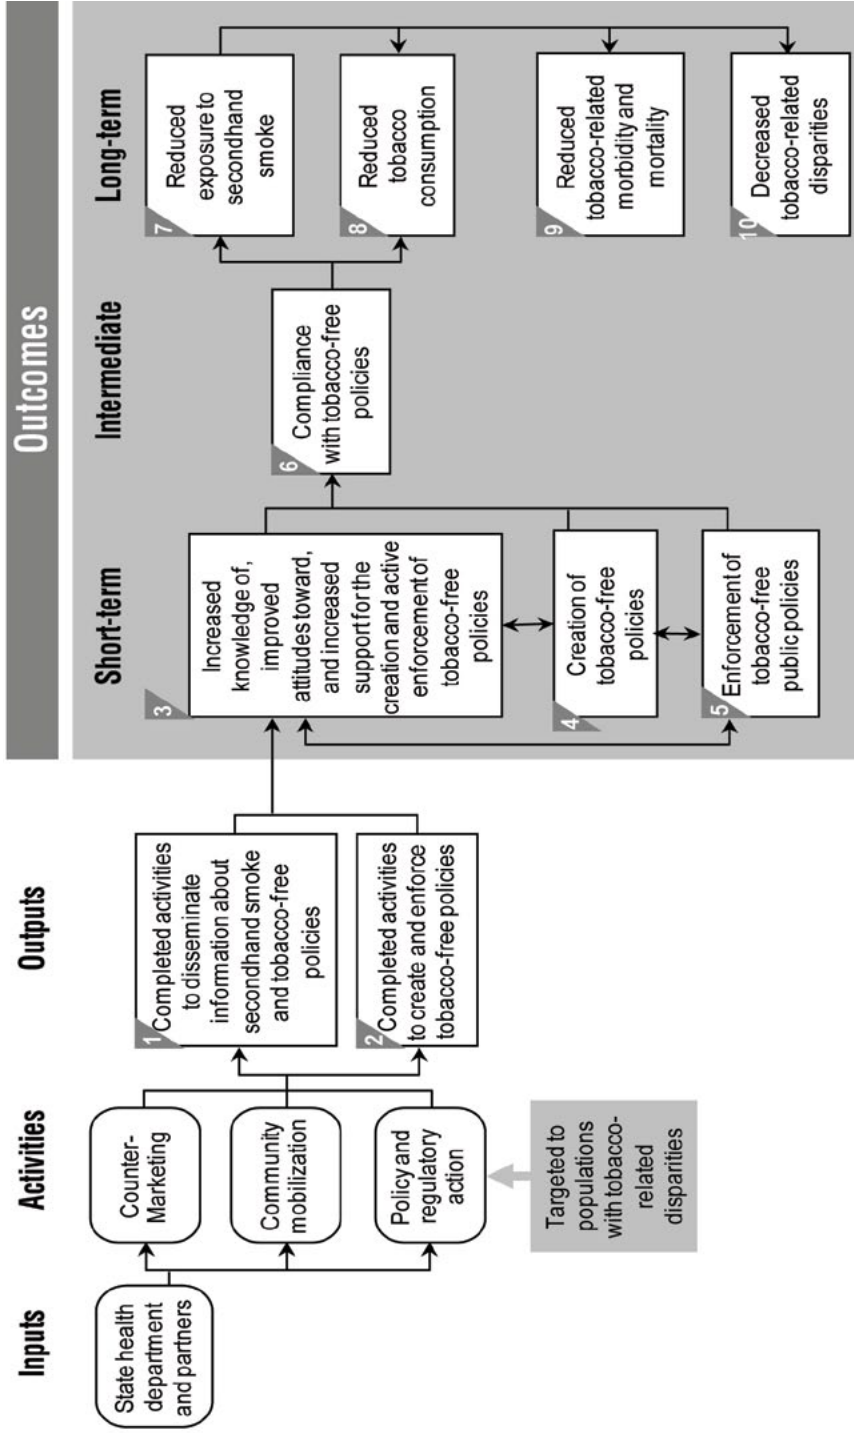 Outcomes
Inputs
Activities
Outputs
Short-term
Intermediate
Long-term
State health
department
and partners
Counter-
Marketing
Community
mobilization
Policy and
regulatory
action
Targeted to
populations
with tobacco-
related
disparities
1
Completed activities
to disseminate
information about
secondhand smoke
and tobacco-free
policies
2
Completed activities
to create and enforce
tobacco-free policies
3
Increased
knowledge of,
improved
attitudes toward,
and increased
support for the
creation and active
enforcement of
tobacco-free
policies
4
Creation of
tobacco-free
policies
5
Enforcement of
tobacco-free
public policies
6
Compliance
with tobacco-free
policies
7
Reduced
exposure to
secondhand
smoke
8
Reduced
tobacco
consumption
9
Reduced
tobacco-related
morbidity and
mortality
10
Decreased
tobacco-related
disparities